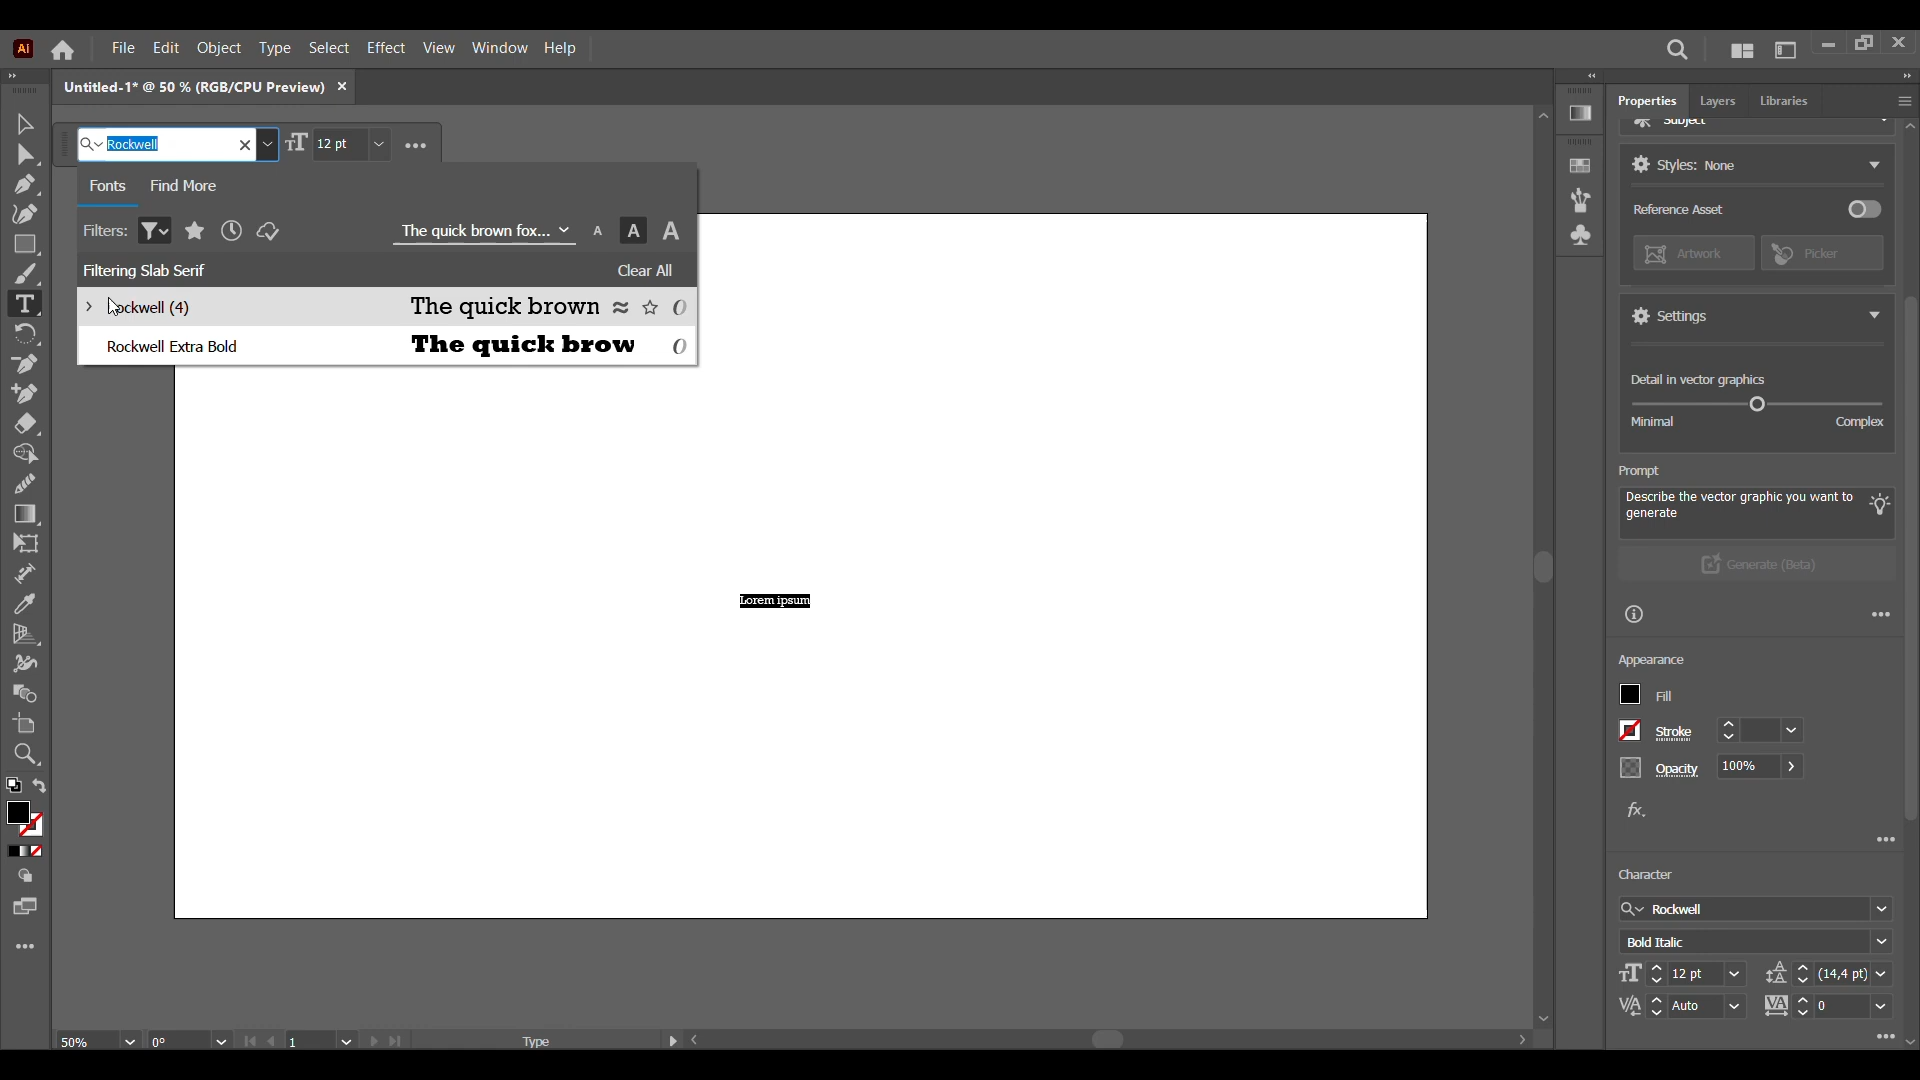 Ai File Edit Object Type Select Effect View Window Help
Untitled-1* @ 50 % (RGB/CPU Preview)
Rockwell 12 pt
Fonts Find More
Filters: The quick brown fox... A A A
Filtering Slab Serif Clear All
Rockwell (4) The quick brown
Rockwell Extra Bold The quick brow
Lorem ipsum
50% 0° 1 Type
Properties Layers Libraries
Subject
Styles: None
Reference Asset
Artwork Picker
Settings
Detail in vector graphics
Minimal Complex
Prompt
Describe the vector graphic you want to
generate
Generate (Beta)
Appearance
Fill
Stroke
Opacity 100%
fx
Character
Rockwell
Bold Italic
12 pt (14,4 pt)
Auto 0